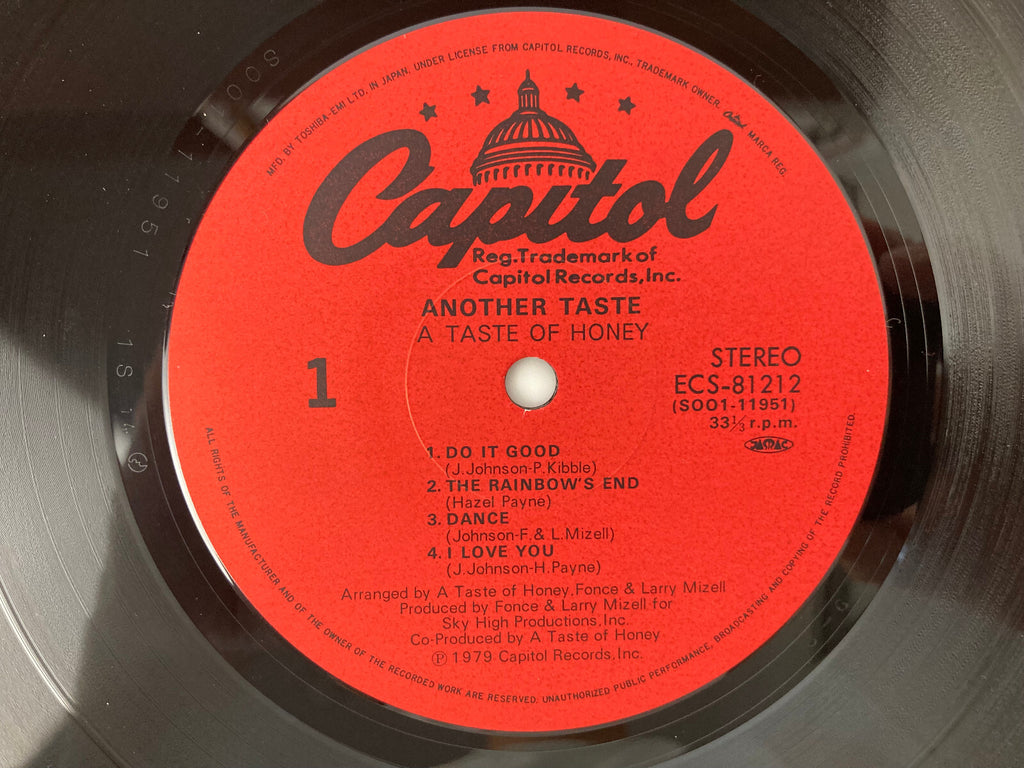 MFD. BY TOSHIBA-EMI LTD. IN JAPAN. UNDER LICENSE FROM CAPITOL RECORDS, INC., TRADEMARK OWNER. Capitol MARCA REG.
Capitol
Reg.Trademark of
Capitol Records,Inc.
ANOTHER TASTE
A TASTE OF HONEY
1
STEREO
ECS-81212
(SOO1-11951)
33⅓ r.p.m.
1. DO IT GOOD
(J.Johnson-P.Kibble)
2. THE RAINBOW'S END
(Hazel Payne)
3. DANCE
(Johnson-F.& L.Mizell)
4. I LOVE YOU
(J.Johnson-H.Payne)
Arranged by A Taste of Honey,Fonce & Larry Mizell
Produced by Fonce & Larry Mizell for
Sky High Productions,Inc.
Co-Produced by A Taste of Honey
Ⓟ 1979 Capitol Records,Inc.
ALL RIGHTS OF THE MANUFACTURER AND OF THE OWNER OF THE RECORDED WORK ARE RESERVED. UNAUTHORIZED PUBLIC PERFORMANCE, BROADCASTING AND COPYING OF THE RECORD PROHIBITED.